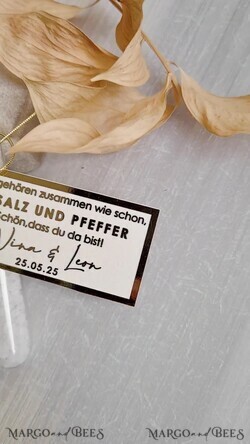 gehören zusammen wie schon,
SALZ UND PFEFFER
Schön,dass du da bist!
Nina & Leon
25.05.25
MARGO and BEES
MARGO and BEES